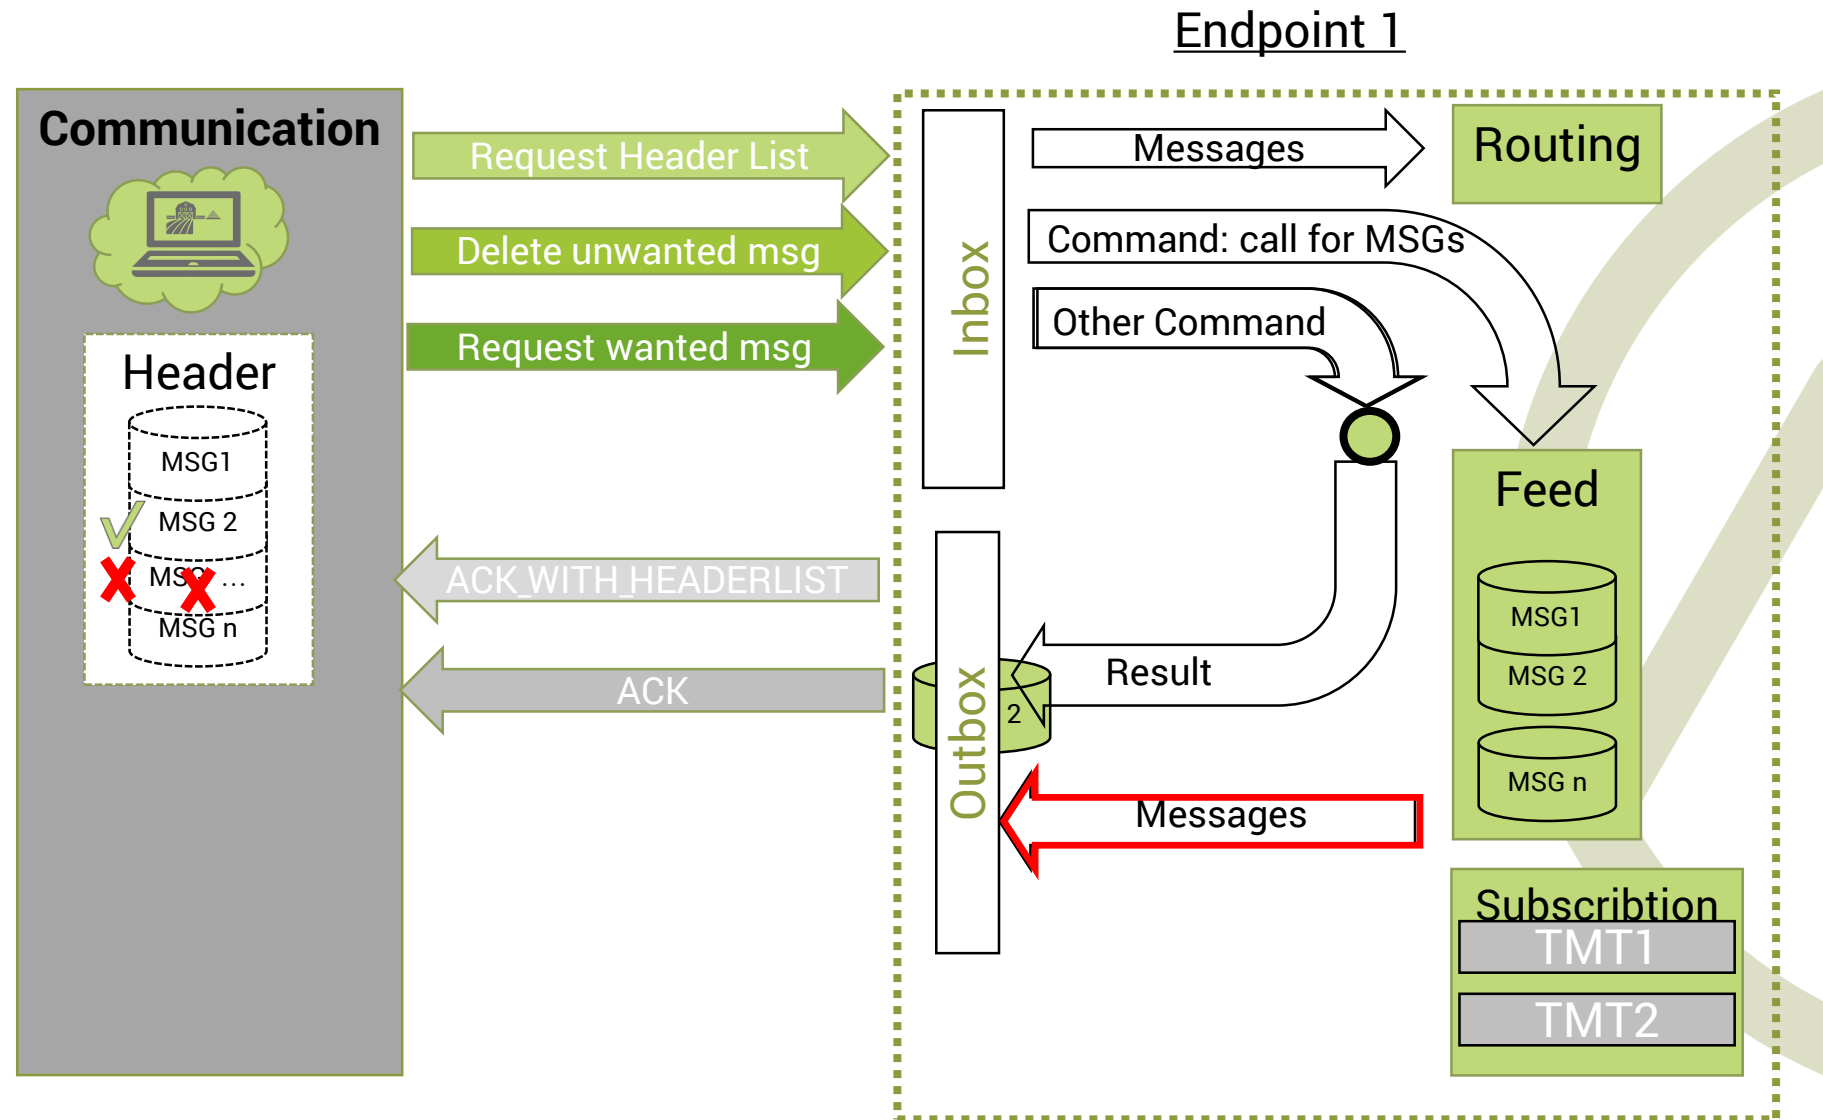 Endpoint 1
Communication
Header
MSG1
MSG 2
MSG ...
MSG n
Request Header List
Delete unwanted msg
Request wanted msg
ACK_WITH_HEADERLIST
ACK
Inbox
Outbox
2
Messages
Command: call for MSGs
Other Command
Result
Messages
Routing
Feed
MSG1
MSG 2
MSG n
Subscribtion
TMT1
TMT2